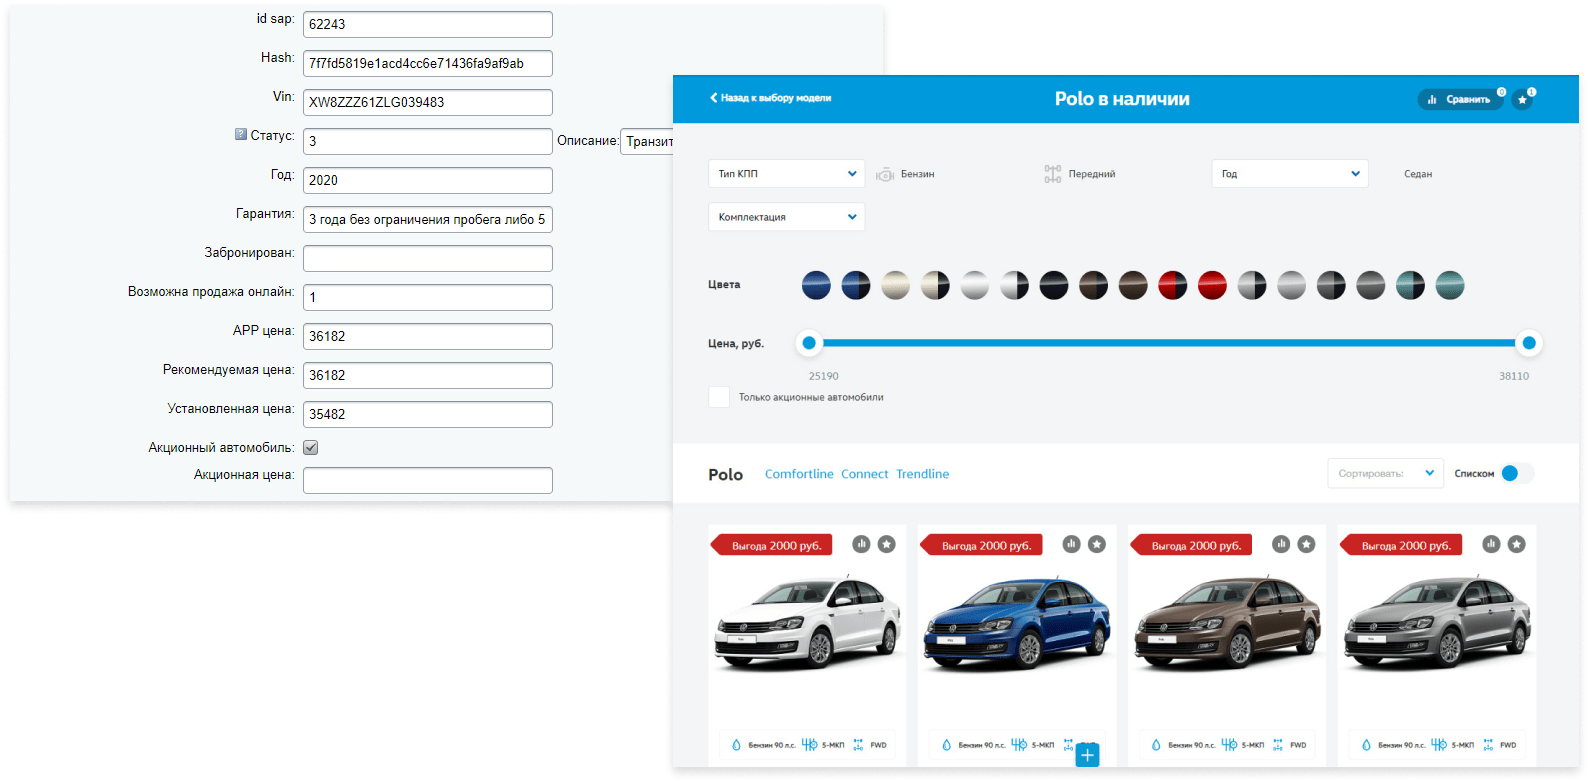 id sap: 62243
Hash: 7f7fd5819e1acd4cc6e71436fa9af9ab
Vin: XW8ZZZ61ZLG039483
? Статус: 3 Описание: Транзит
Год: 2020
Гарантия: 3 года без ограничения пробега либо 5
Забронирован:
Возможна продажа онлайн: 1
APP цена: 36182
Рекомендуемая цена: 36182
Установленная цена: 35482
Акционный автомобиль:
Акционная цена:
Назад к выбору модели Polo в наличии Сравнить 0 1
Тип КПП Бензин Передний Год Седан
Комплектация
Цвета
Цена, руб.
25190 38110
Только акционные автомобили
Polo Comfortline Connect Trendline Сортировать: Списком
Выгода 2000 руб. Выгода 2000 руб. Выгода 2000 руб. Выгода 2000 руб.
Бензин 90 л.с. 5-МКП FWD Бензин 90 л.с. 5-МКП Бензин 90 л.с. 5-МКП FWD Бензин 90 л.с. 5-МКП FWD